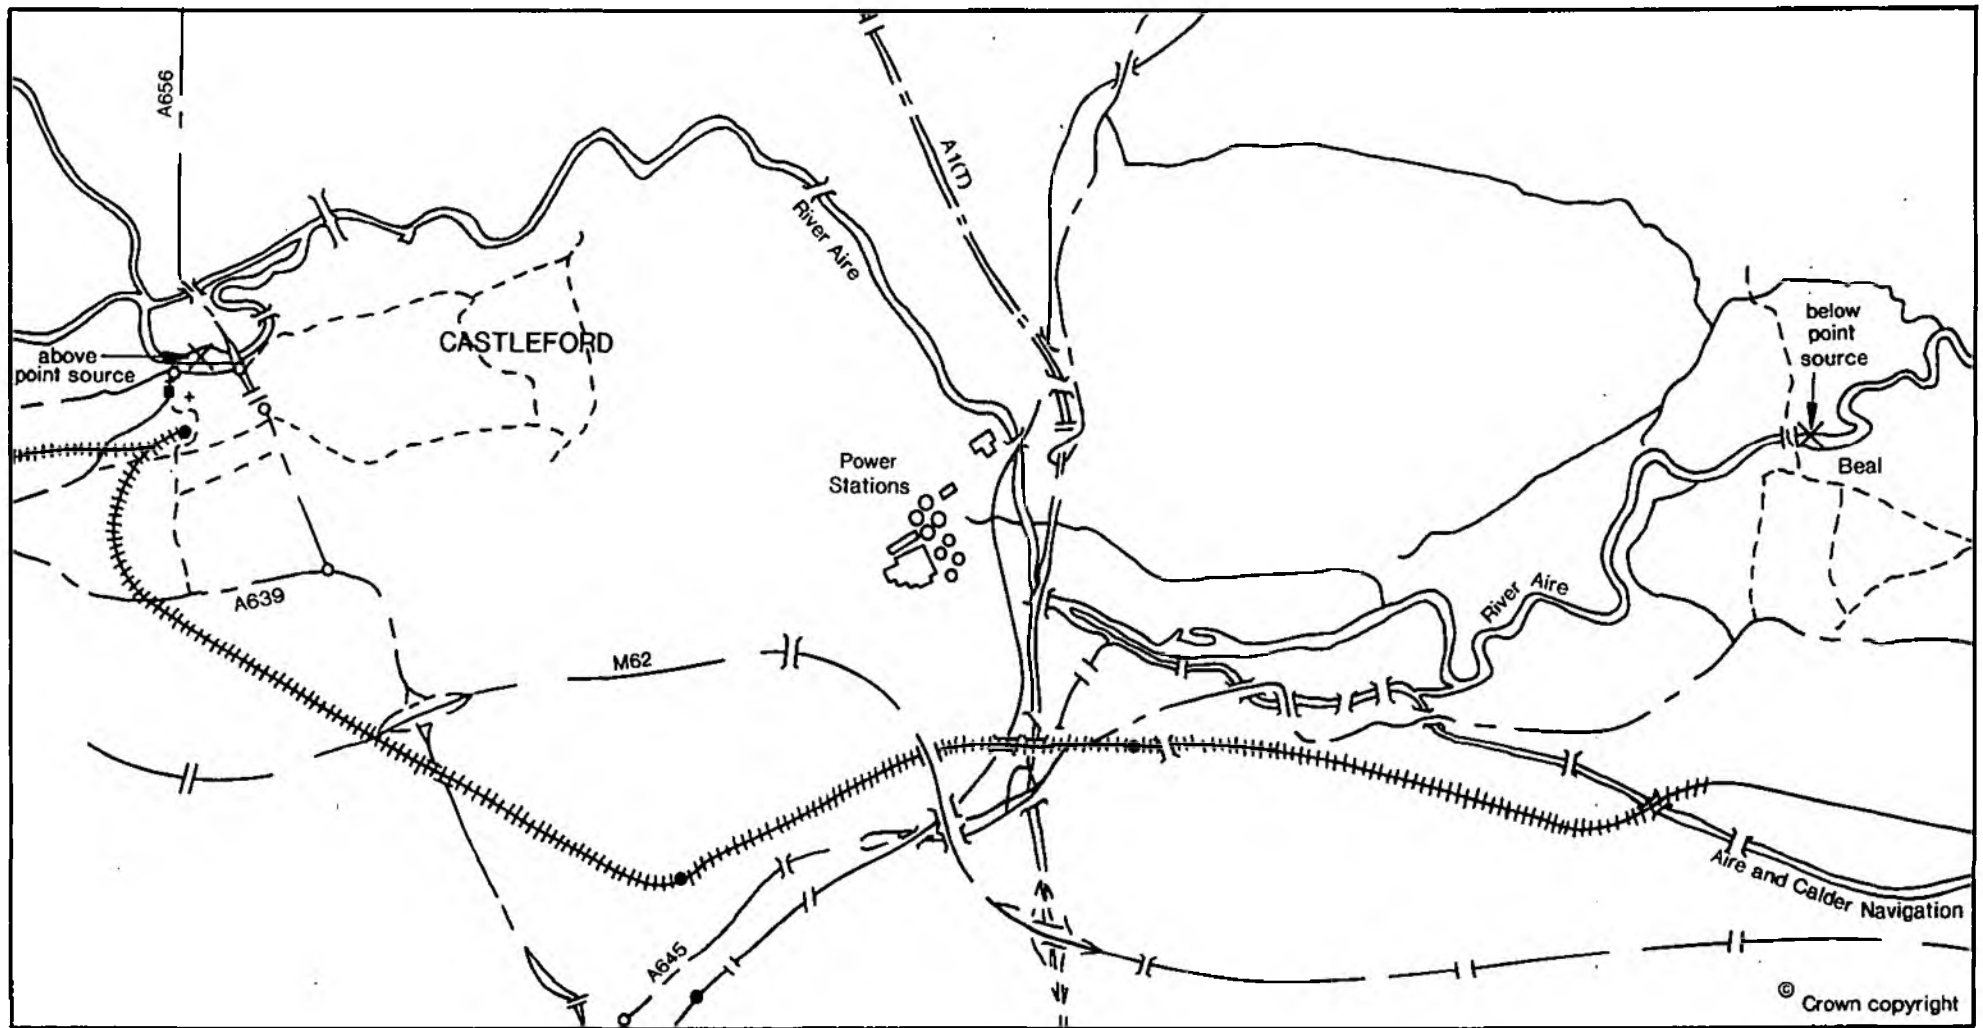 A656
A1(T)
River Aire
CASTLEFORD
above
point source
below
point
source
Beal
Power
Stations
River Aire
A639
M62
A645
Aire and Calder Navigation
© Crown copyright